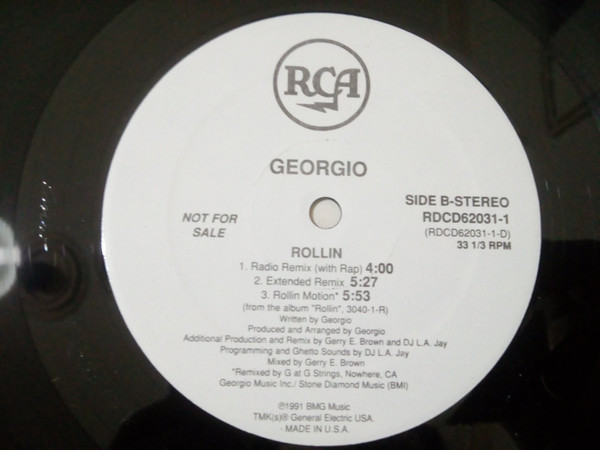 RCA
GEORGIO
NOT FOR
SALE
SIDE B-STEREO
RDCD62031-1
(RDCD62031-1-D)
33 1/3 RPM
ROLLIN
1. Radio Remix (with Rap) 4:00
2. Extended Remix 5:27
3. Rollin Motion* 5:53
(from the album "Rollin", 3040-1-R)
Written by Georgio
Produced and Arranged by Georgio
Additional Production and Remix by Gerry E. Brown and DJ L.A. Jay
Programming and Ghetto Sounds by DJ L.A. Jay
Mixed by Gerry E. Brown
*Remixed by G at G Strings, Nowhere, CA
Georgio Music Inc./ Stone Diamond Music (BMI)
℗1991 BMG Music
TMK(s)® General Electric USA.
- MADE IN U.S.A.